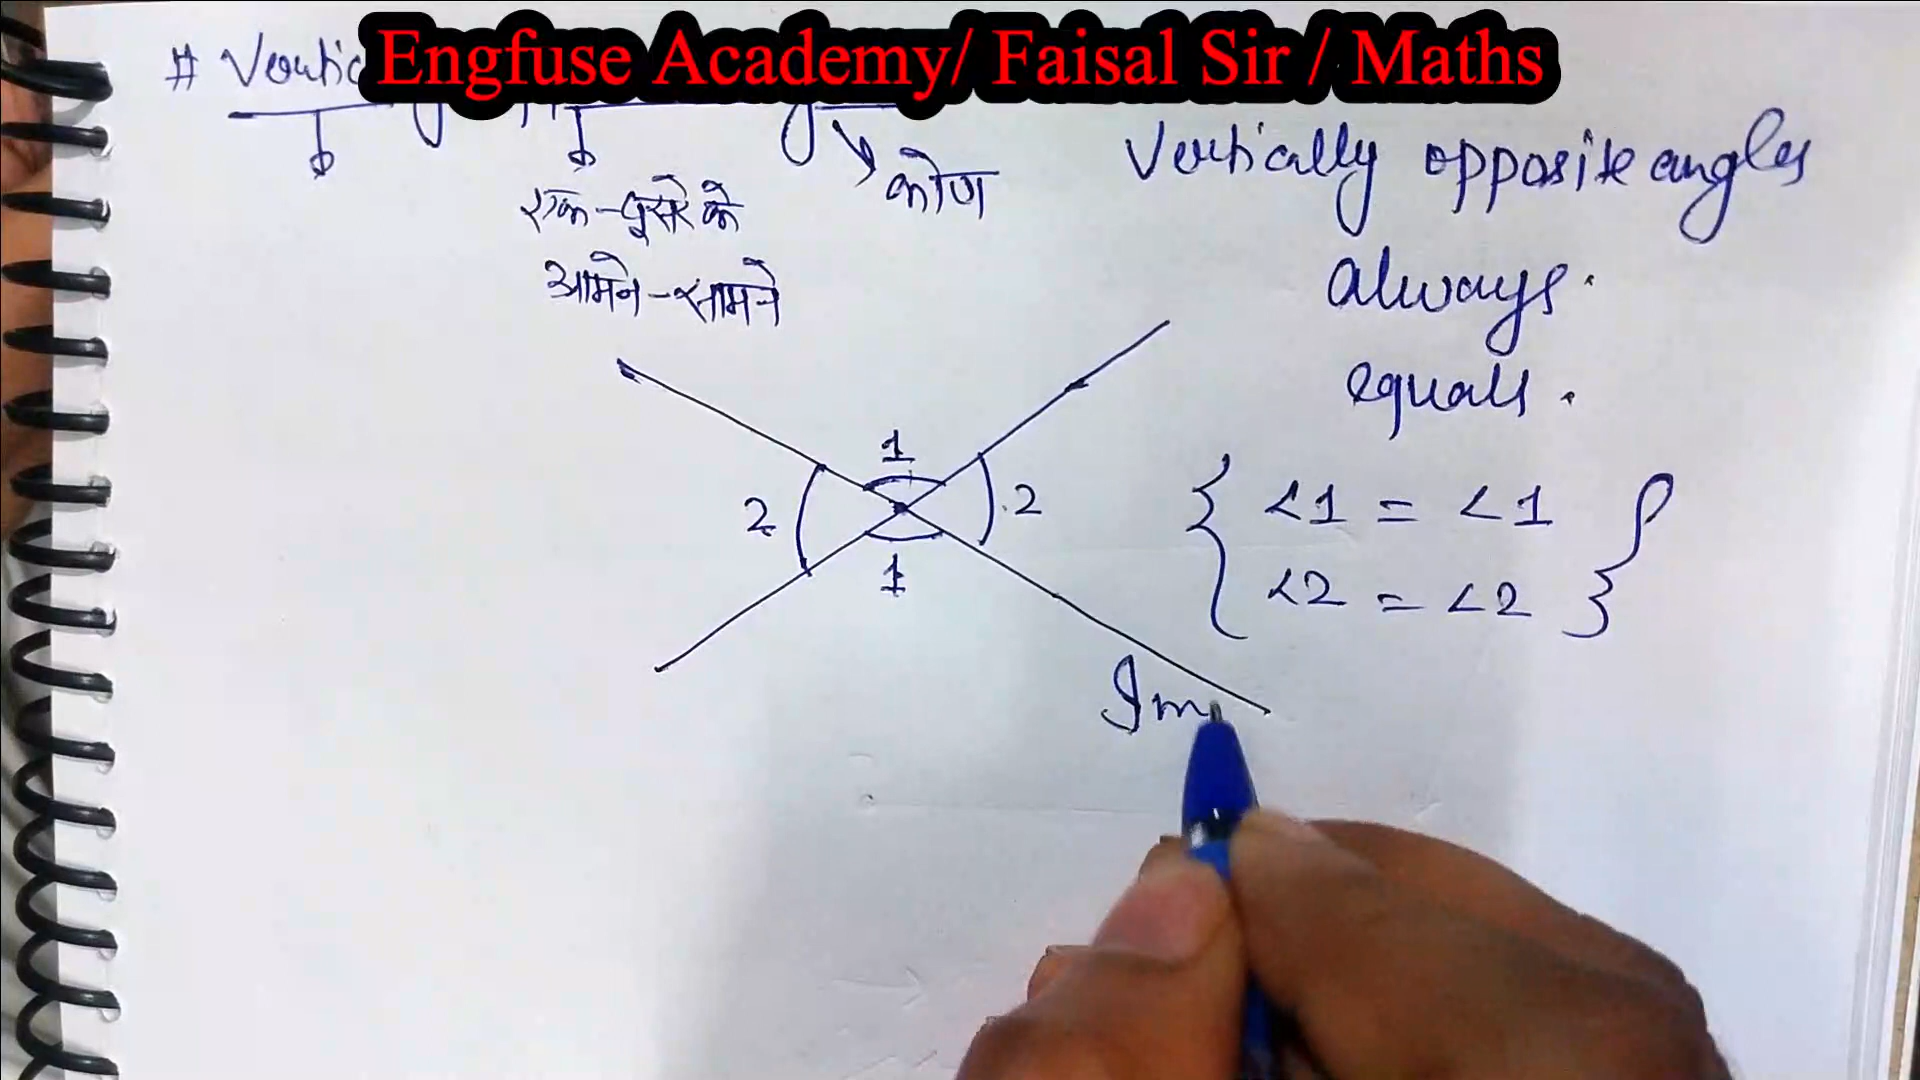 Engfuse Academy/ Faisal Sir / Maths
#
कोण
एक-दूसरे के
आमने-सामने
Vertically opposite angles
always.
equals.
1
2
2
1
<1 = <1
<2 = <2
Im